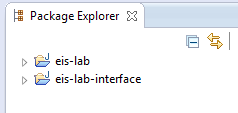 Package Explorer
eis-lab
eis-lab-interface